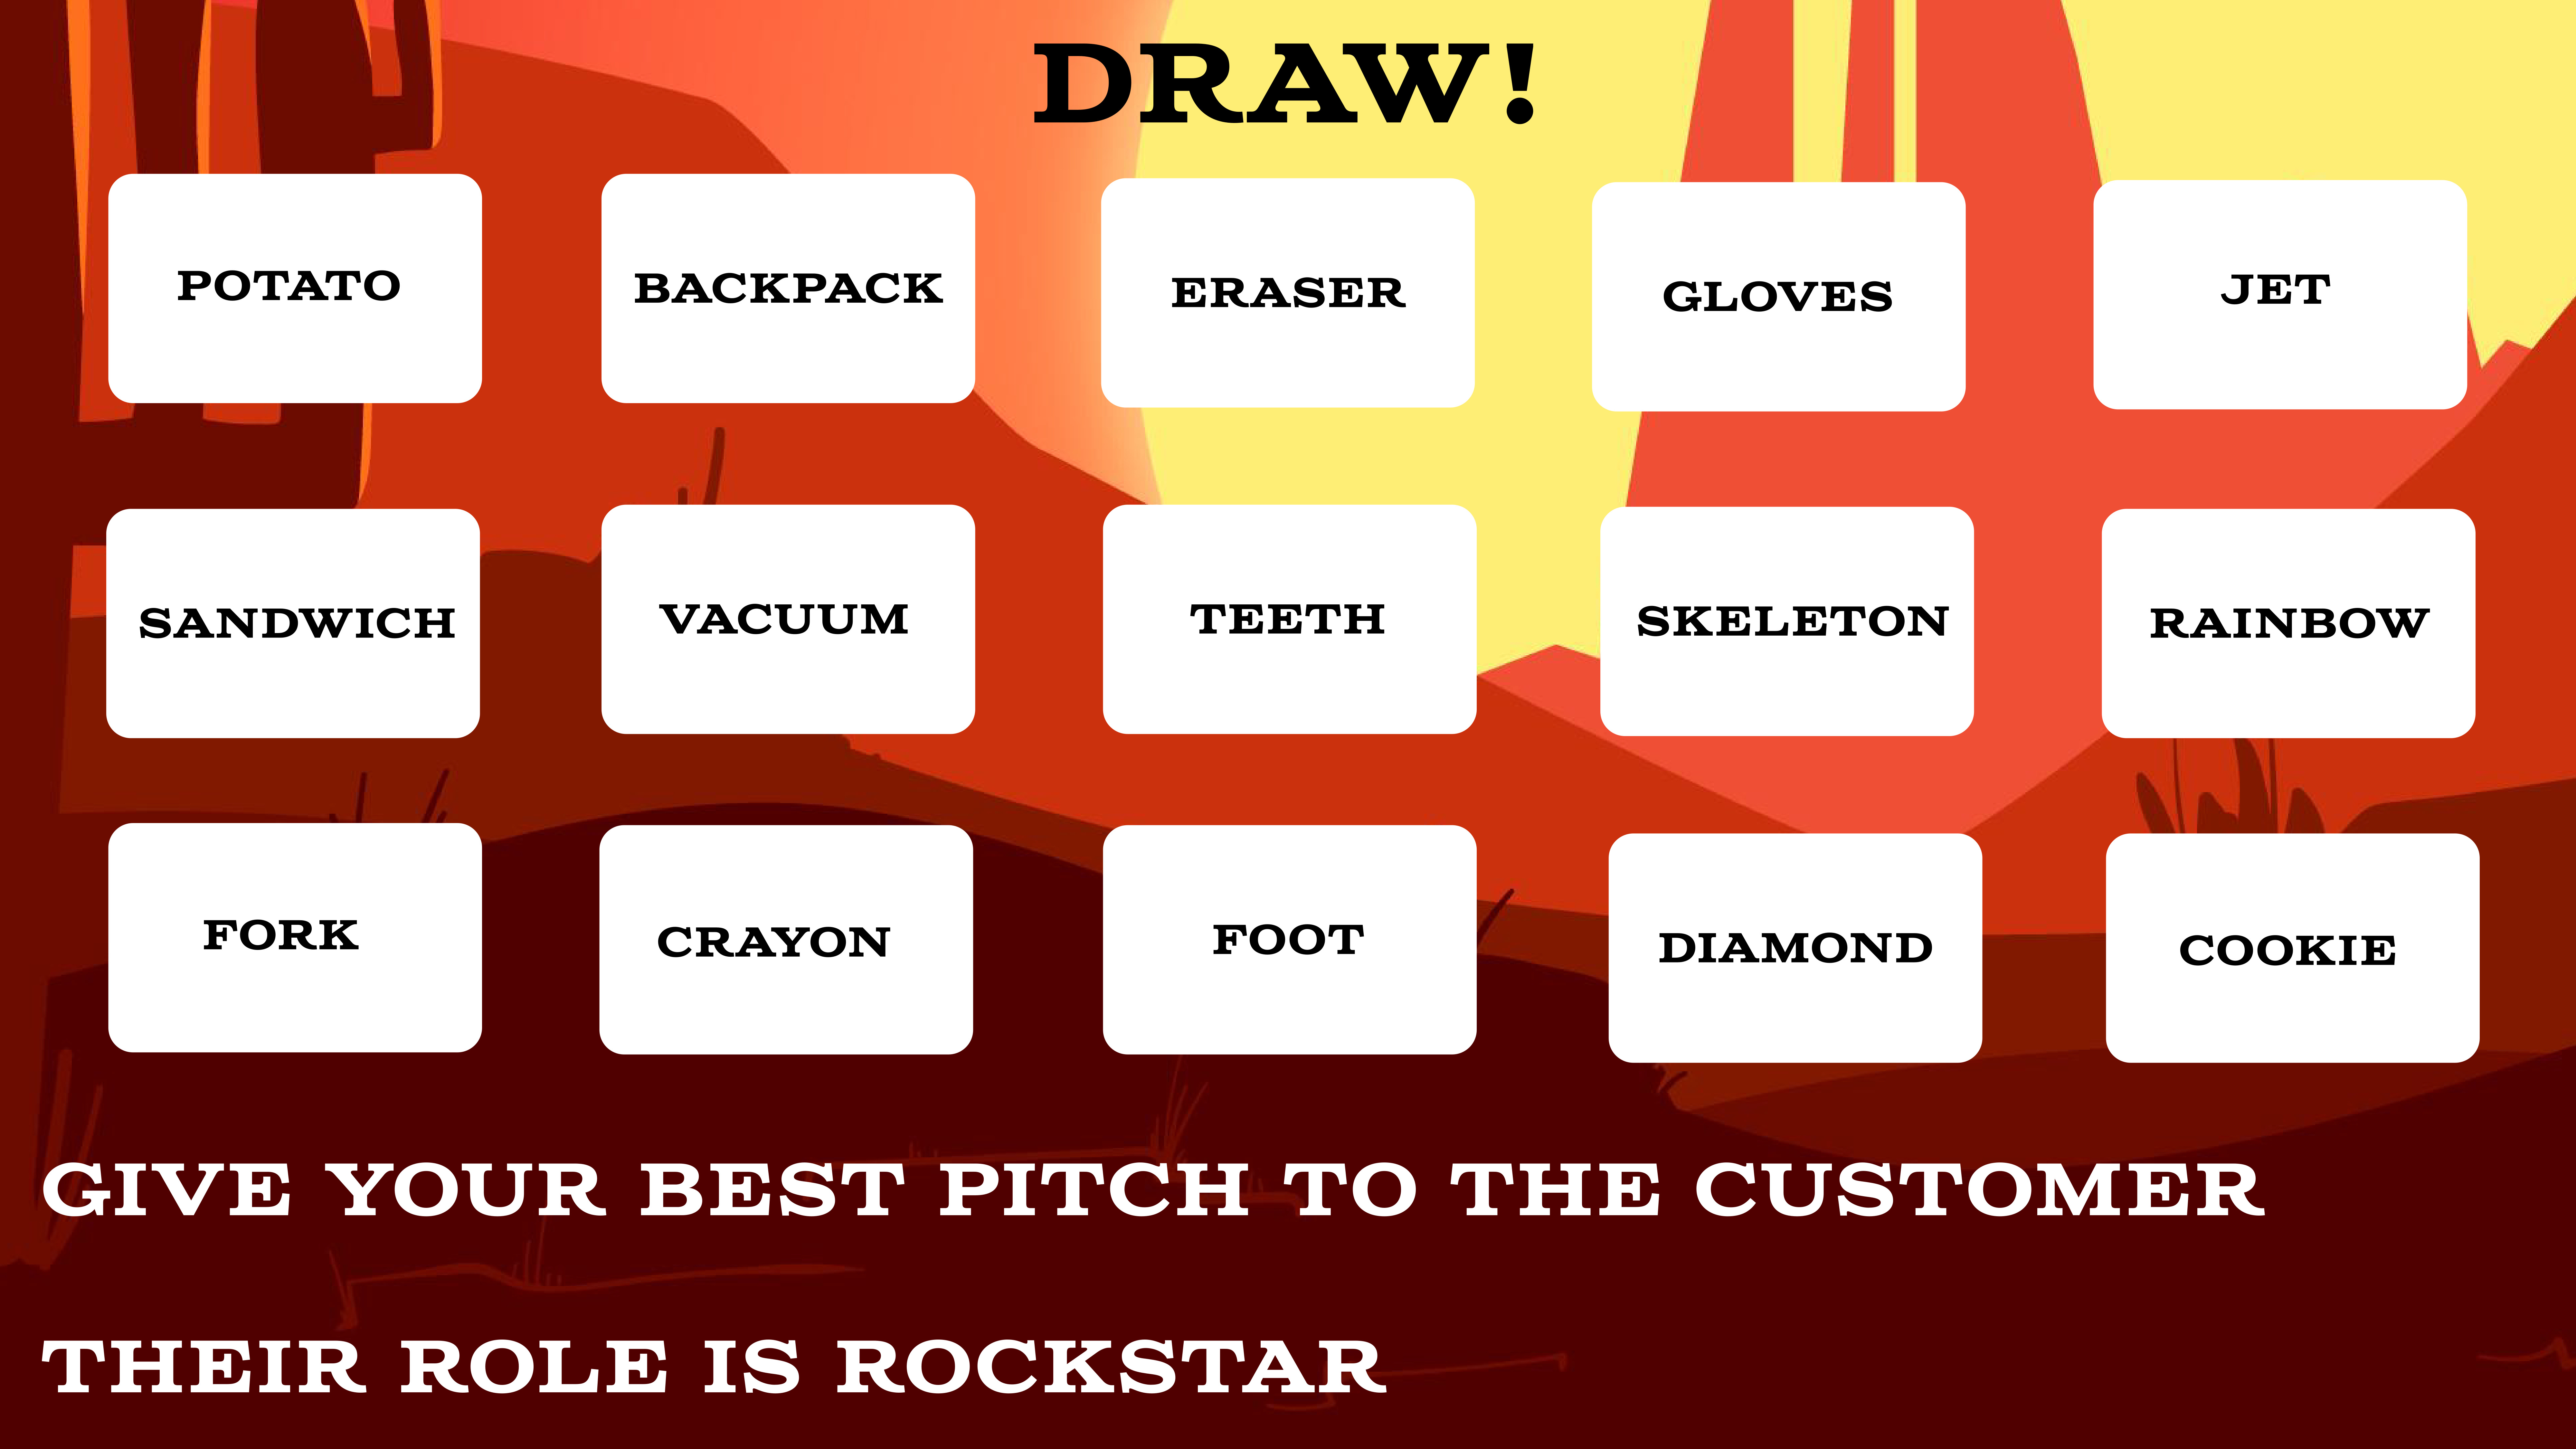 DRAW!
POTATO
BACKPACK
ERASER
GLOVES
JET
SANDWICH
VACUUM
TEETH
SKELETON
RAINBOW
FORK
CRAYON
FOOT
DIAMOND
COOKIE
GIVE YOUR BEST PITCH TO THE CUSTOMER
THEIR ROLE IS ROCKSTAR